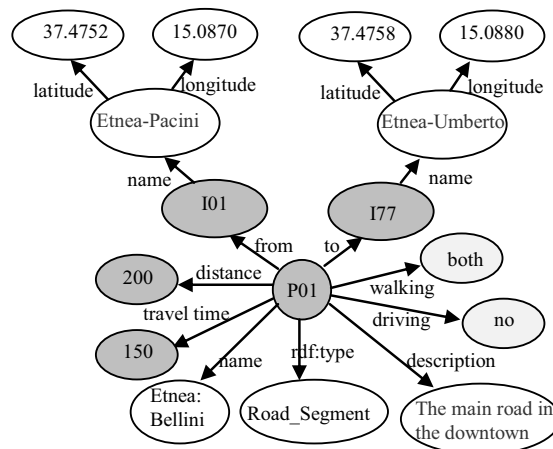 37.4752
15.0870
37.4758
15.0880
latitude
longitude
latitude
longitude
Etnea-Pacini
Etnea-Umberto
name
name
I01
I77
from
to
both
200
distance
P01
walking
travel time
driving
no
150
name
rdf:type
description
Etnea:
Bellini
Road_Segment
The main road in
the downtown